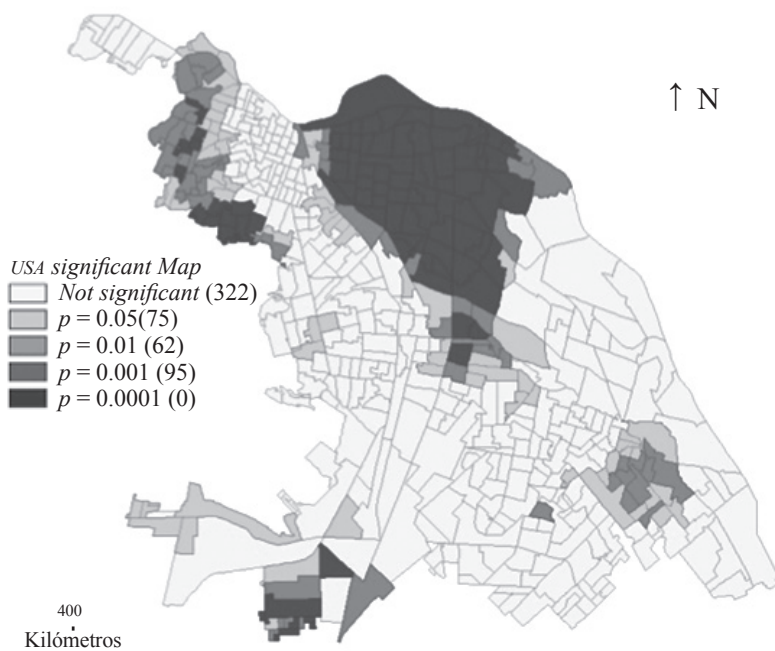 ↑ N
USA significant Map
Not significant (322)
p = 0.05(75)
p = 0.01 (62)
p = 0.001 (95)
p = 0.0001 (0)
400
Kilómetros